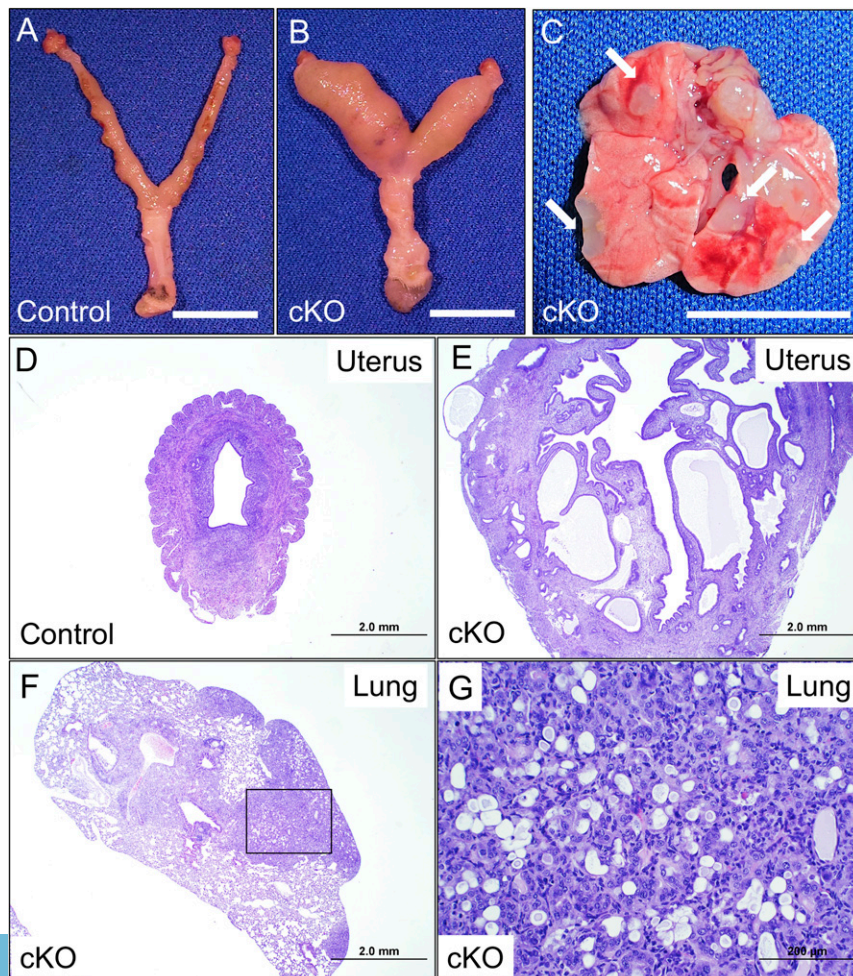 A
Control
B
cKO
C
cKO
D
Uterus
Control
2.0 mm
E
Uterus
cKO
2.0 mm
F
Lung
cKO
2.0 mm
G
Lung
cKO
200 µm